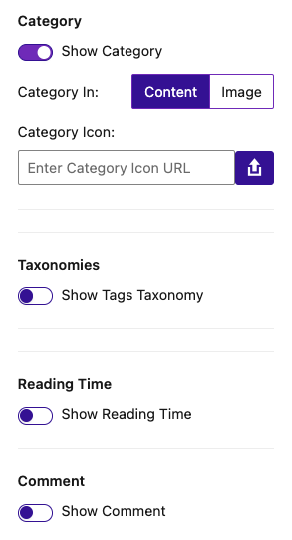 Category
Show Category
Category In: Content Image
Category Icon:
Enter Category Icon URL
Taxonomies
Show Tags Taxonomy
Reading Time
Show Reading Time
Comment
Show Comment